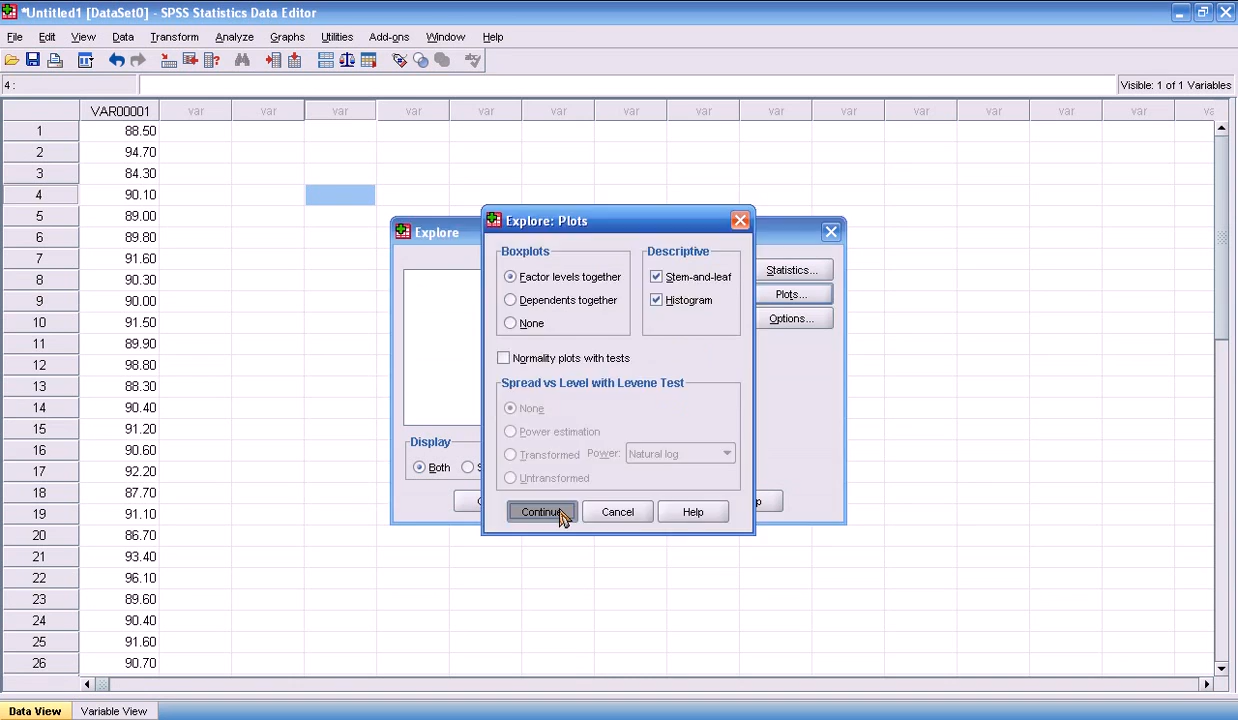 *Untitled1 [DataSet0] - SPSS Statistics Data Editor
File Edit View Data Transform Analyze Graphs Utilities Add-ons Window Help
4 : Visible: 1 of 1 Variables
VAR00001 var var var var var var var var var var var var var var
1 88.50
2 94.70
3 84.30
4 90.10
5 89.00
6 89.80
7 91.60
8 90.30
9 90.00
10 91.50
11 89.90
12 98.80
13 88.30
14 90.40
15 91.20
16 90.60
17 92.20
18 87.70
19 91.10
20 86.70
21 93.40
22 96.10
23 89.60
24 90.40
25 91.60
26 90.70
Explore
Statistics...
Plots...
Options...
Display
Both
Explore: Plots
Boxplots
Factor levels together
Dependents together
None
Descriptive
Stem-and-leaf
Histogram
Normality plots with tests
Spread vs Level with Levene Test
None
Power estimation
Transformed Power: Natural log
Untransformed
Continue Cancel Help
Data View Variable View